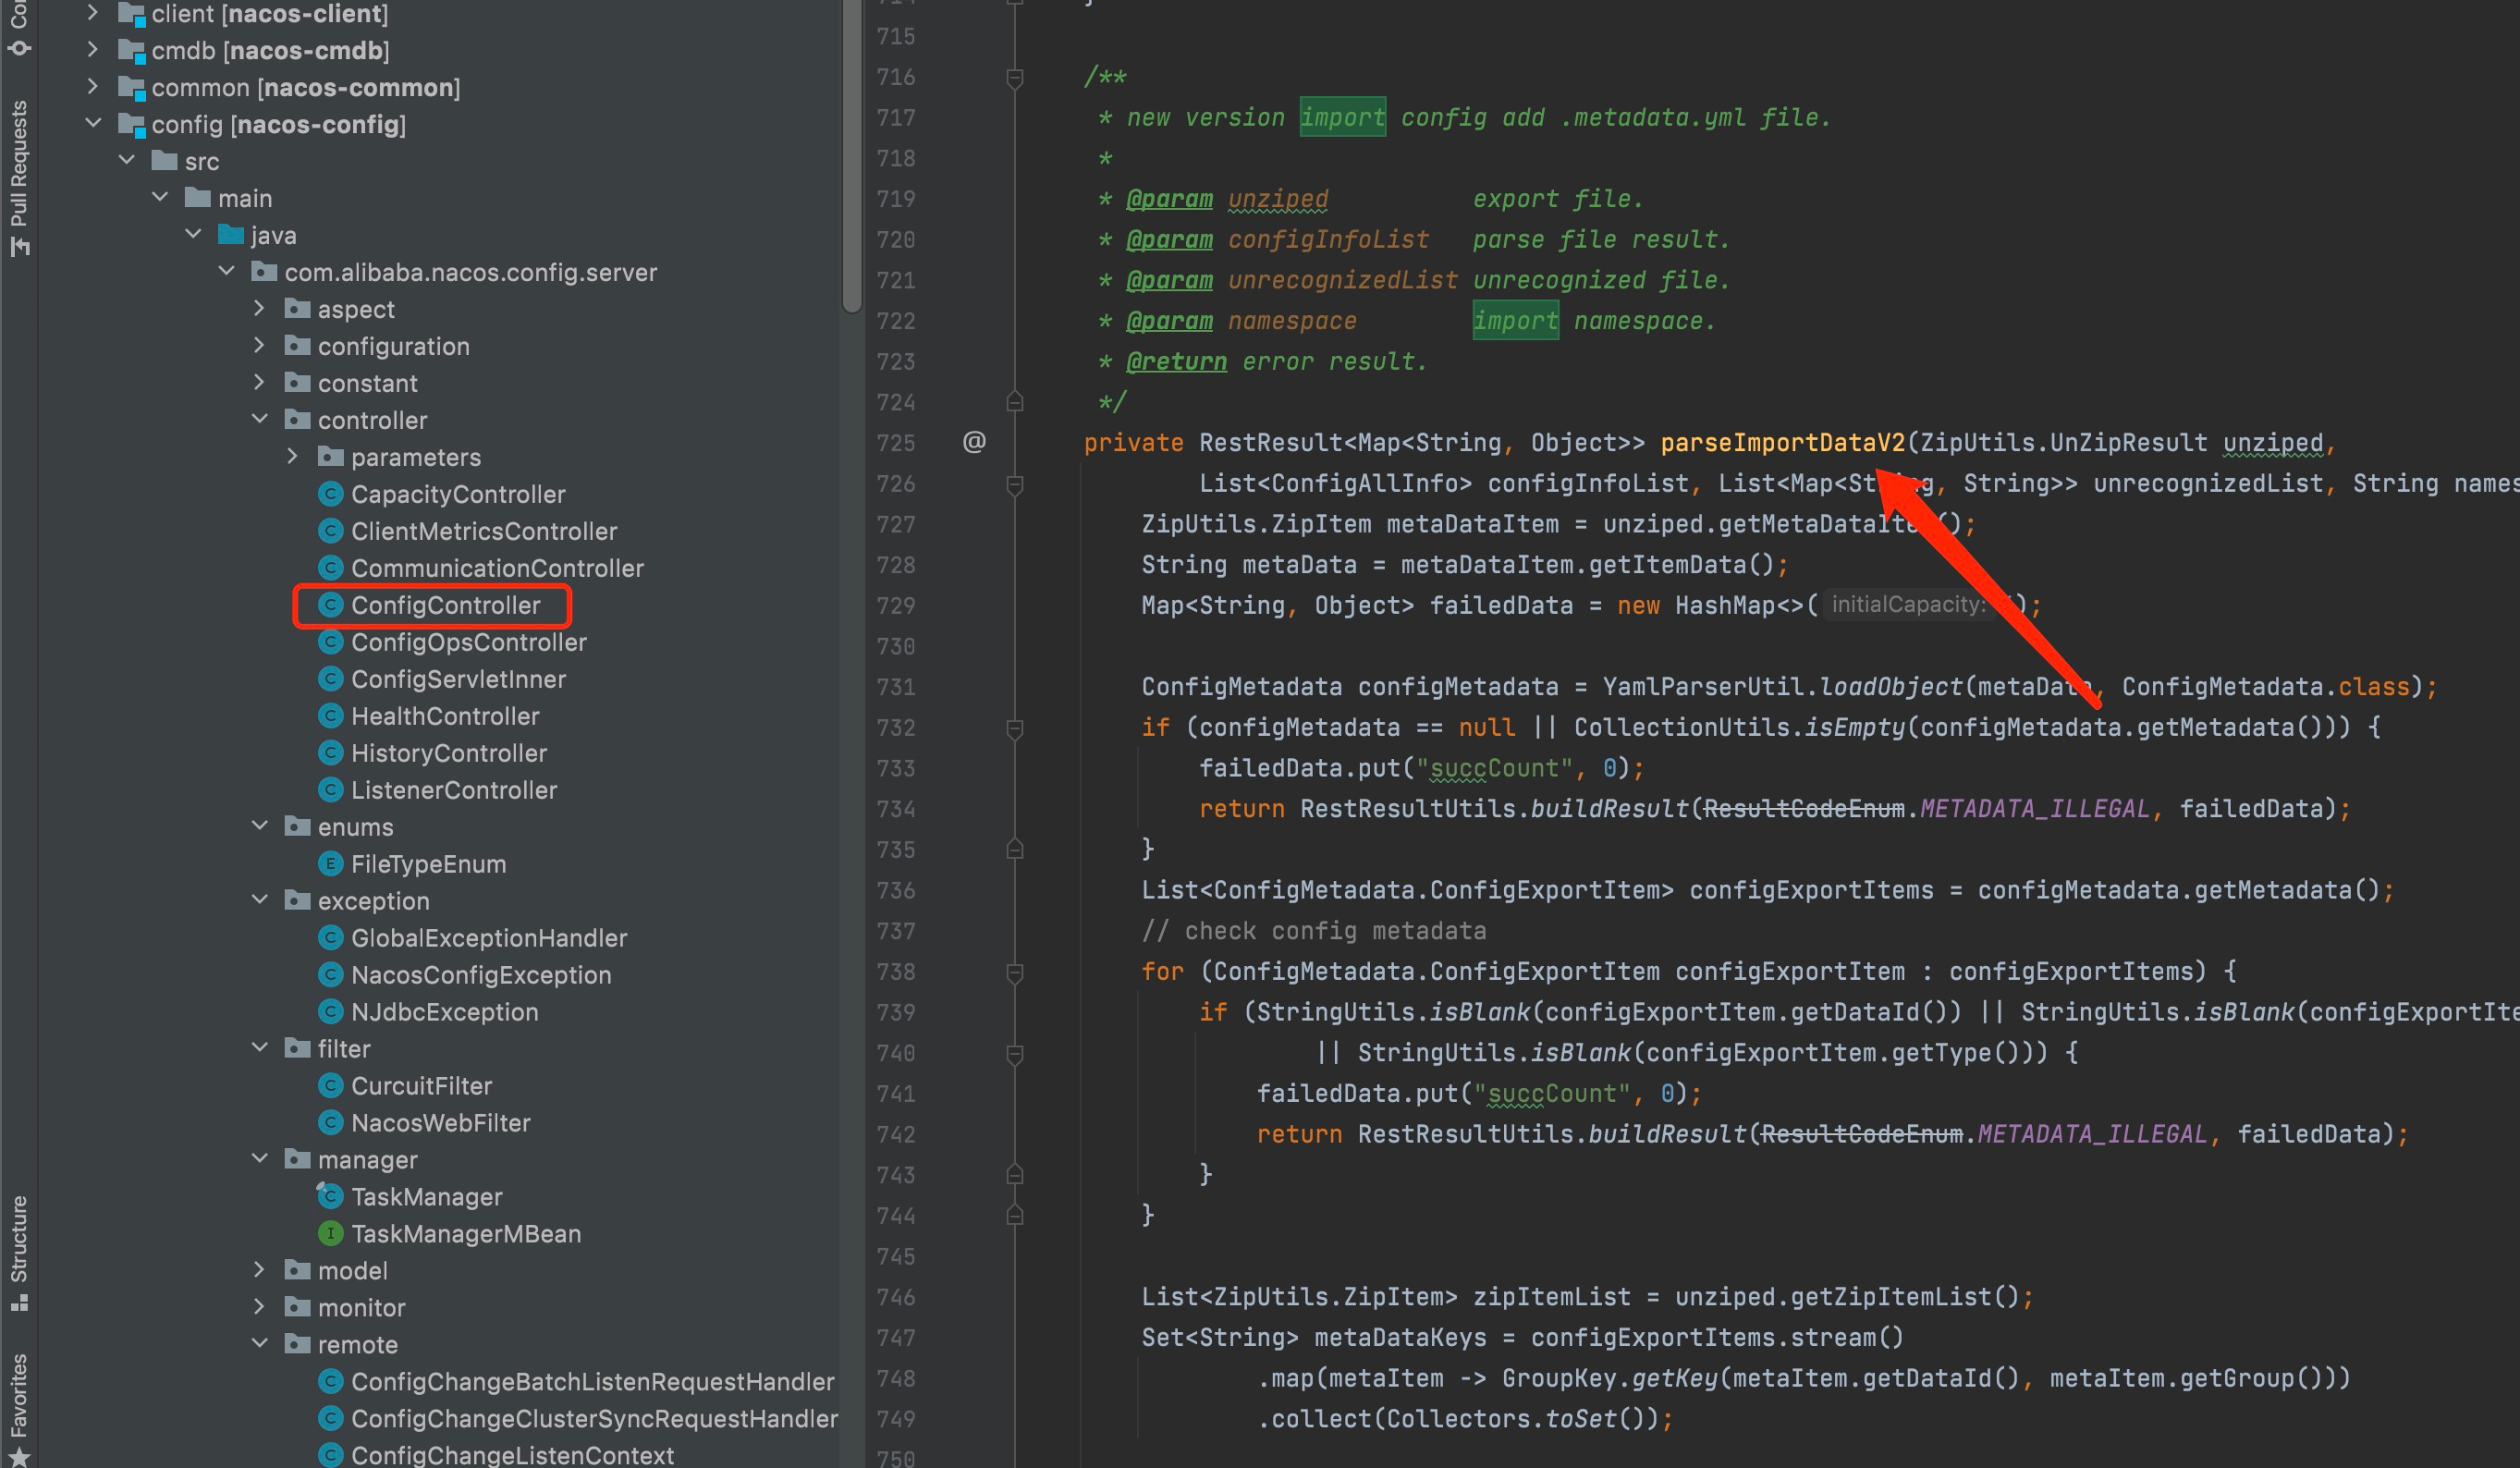 Pull Requests
Structure
Favorites
client [nacos-client]
cmdb [nacos-cmdb]
common [nacos-common]
config [nacos-config]
src
main
java
com.alibaba.nacos.config.server
aspect
configuration
constant
controller
parameters
CapacityController
ClientMetricsController
CommunicationController
ConfigController
ConfigOpsController
ConfigServletInner
HealthController
HistoryController
ListenerController
enums
FileTypeEnum
exception
GlobalExceptionHandler
NacosConfigException
NJdbcException
filter
CurcuitFilter
NacosWebFilter
manager
TaskManager
TaskManagerMBean
model
monitor
remote
ConfigChangeBatchListenRequestHandler
ConfigChangeClusterSyncRequestHandler
ConfigChangeListenContext
715
716 /**
717 * new version import config add .metadata.yml file.
718 *
719 * @param unziped export file.
720 * @param configInfoList parse file result.
721 * @param unrecognizedList unrecognized file.
722 * @param namespace import namespace.
723 * @return error result.
724 */
725 @ private RestResult<Map<String, Object>> parseImportDataV2(ZipUtils.UnZipResult unziped,
726 List<ConfigAllInfo> configInfoList, List<Map<String, String>> unrecognizedList, String names
727 ZipUtils.ZipItem metaDataItem = unziped.getMetaDataItem();
728 String metaData = metaDataItem.getItemData();
729 Map<String, Object> failedData = new HashMap<>( initialCapacity: );
730
731 ConfigMetadata configMetadata = YamlParserUtil.loadObject(metaData, ConfigMetadata.class);
732 if (configMetadata == null || CollectionUtils.isEmpty(configMetadata.getMetadata())) {
733 failedData.put("succCount", 0);
734 return RestResultUtils.buildResult(ResultCodeEnum.METADATA_ILLEGAL, failedData);
735 }
736 List<ConfigMetadata.ConfigExportItem> configExportItems = configMetadata.getMetadata();
737 // check config metadata
738 for (ConfigMetadata.ConfigExportItem configExportItem : configExportItems) {
739 if (StringUtils.isBlank(configExportItem.getDataId()) || StringUtils.isBlank(configExportIte
740 || StringUtils.isBlank(configExportItem.getType())) {
741 failedData.put("succCount", 0);
742 return RestResultUtils.buildResult(ResultCodeEnum.METADATA_ILLEGAL, failedData);
743 }
744 }
745
746 List<ZipUtils.ZipItem> zipItemList = unziped.getZipItemList();
747 Set<String> metaDataKeys = configExportItems.stream()
748 .map(metaItem -> GroupKey.getKey(metaItem.getDataId(), metaItem.getGroup()))
749 .collect(Collectors.toSet());
750